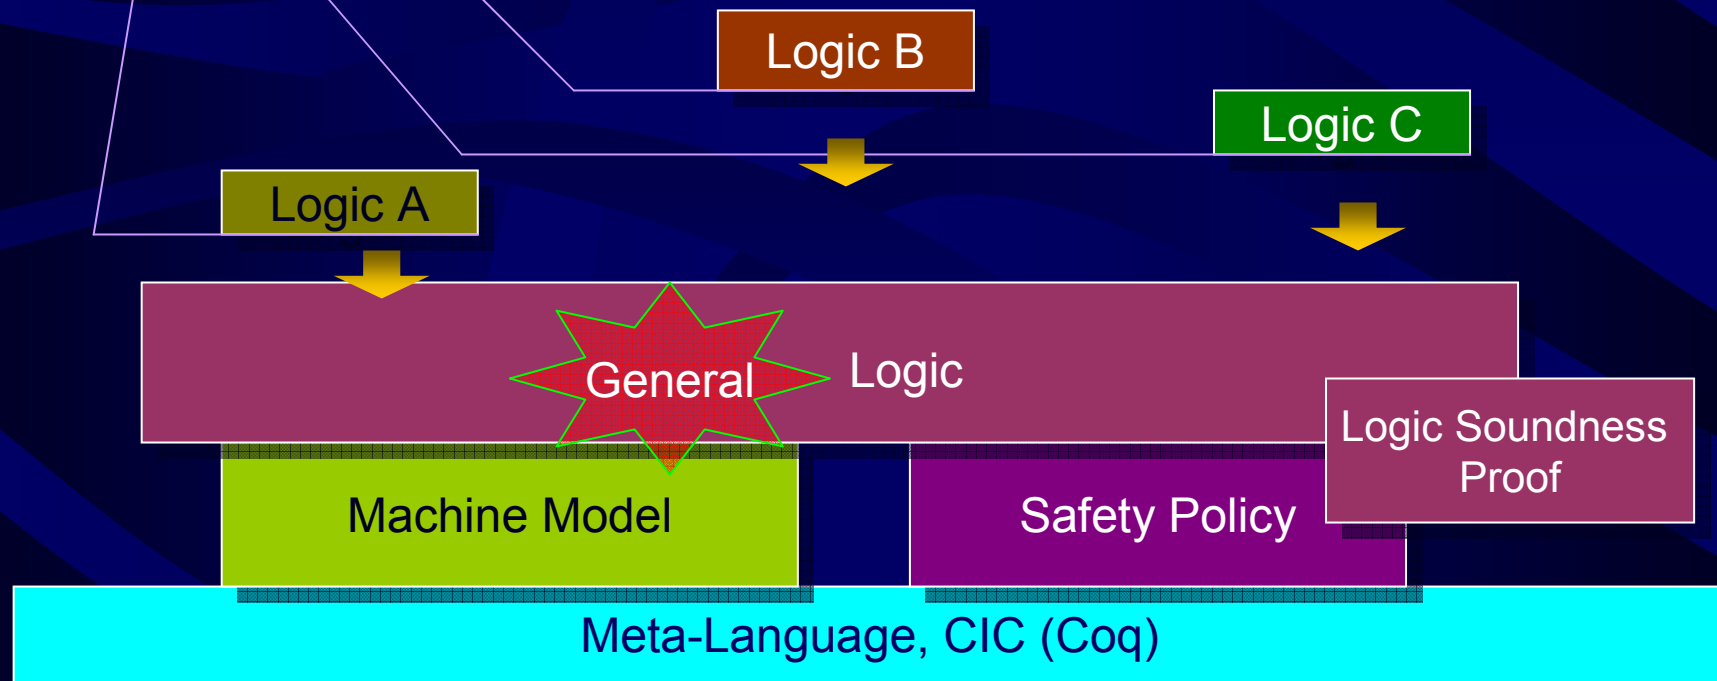 Logic B
Logic C
Logic A
General
Logic
Logic Soundness
Proof
Machine Model
Safety Policy
Meta-Language, CIC (Coq)